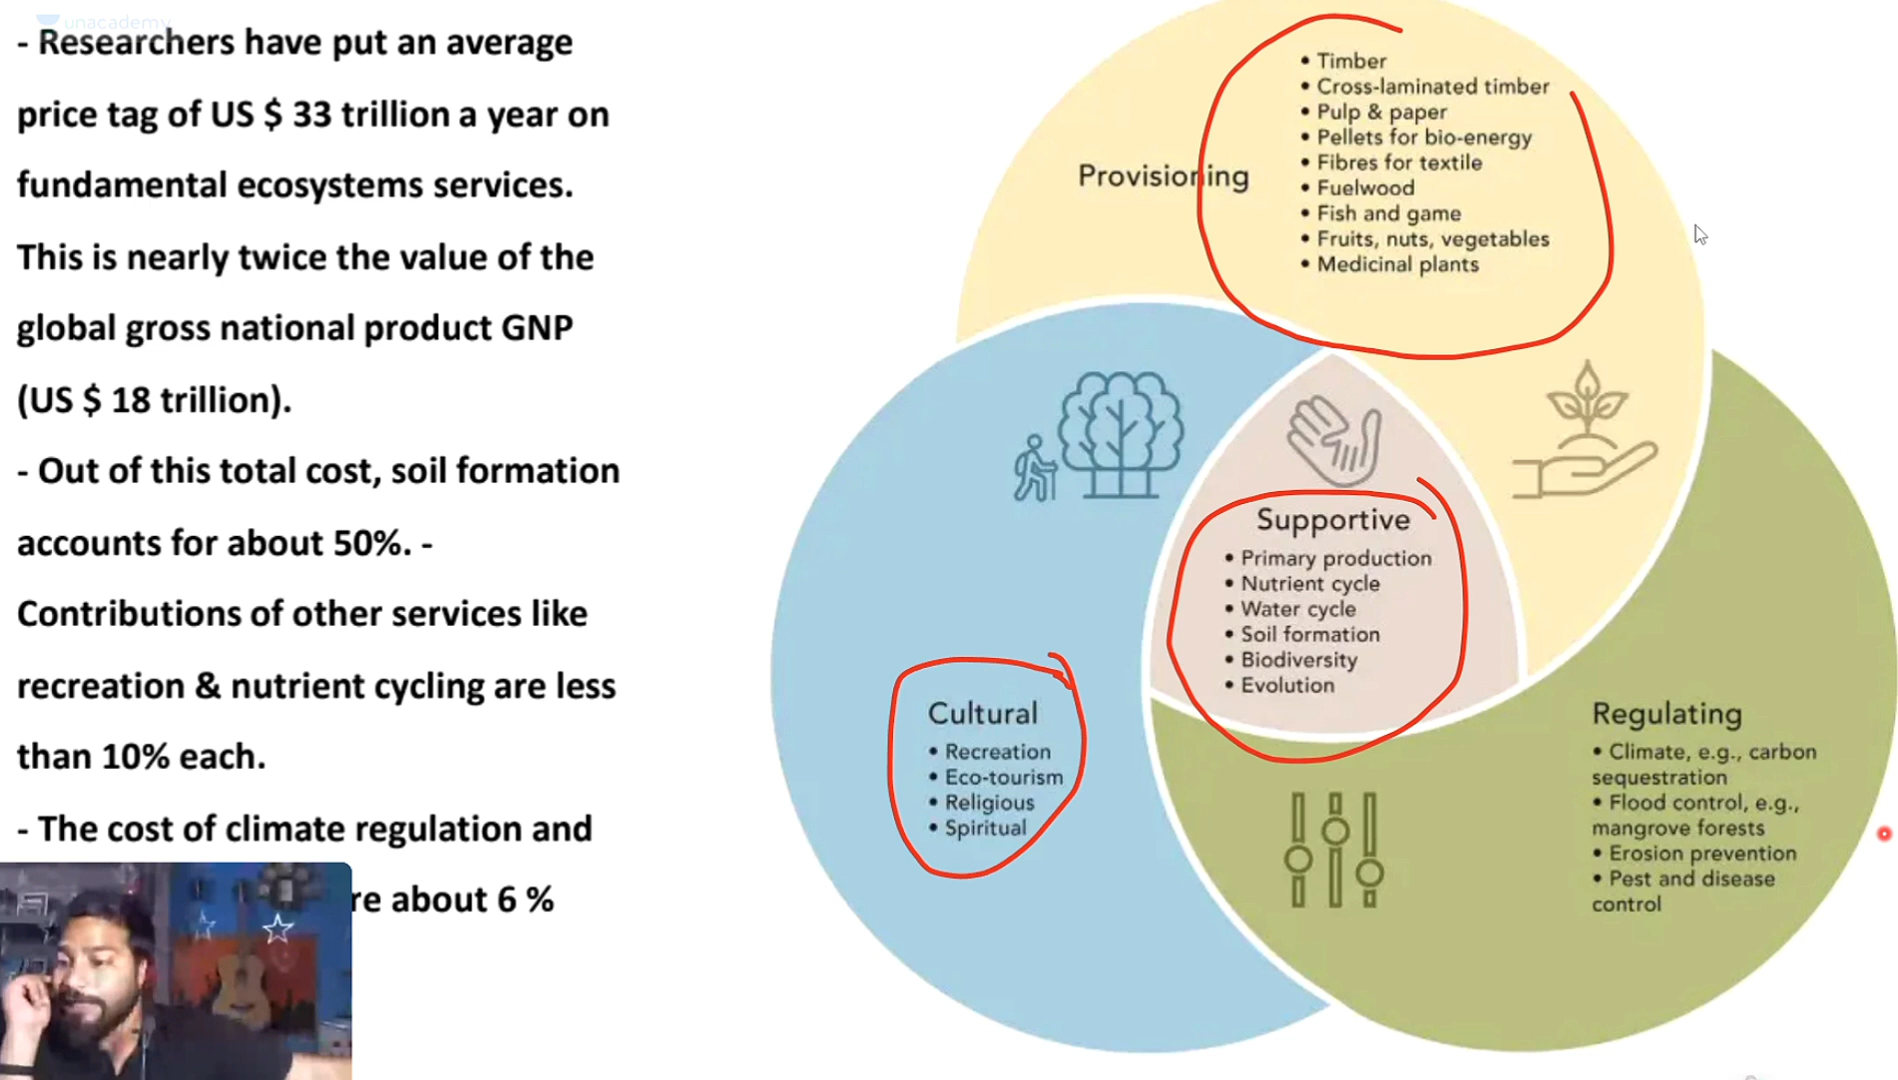 unacademy
- Researchers have put an average
price tag of US $ 33 trillion a year on
fundamental ecosystems services.
This is nearly twice the value of the
global gross national product GNP
(US $ 18 trillion).
- Out of this total cost, soil formation
accounts for about 50%. -
Contributions of other services like
recreation & nutrient cycling are less
than 10% each.
- The cost of climate regulation and
re about 6 %
Provisioning
• Timber
• Cross-laminated timber
• Pulp & paper
• Pellets for bio-energy
• Fibres for textile
• Fuelwood
• Fish and game
• Fruits, nuts, vegetables
• Medicinal plants
Supportive
• Primary production
• Nutrient cycle
• Water cycle
• Soil formation
• Biodiversity
• Evolution
Cultural
• Recreation
• Eco-tourism
• Religious
• Spiritual
Regulating
• Climate, e.g., carbon
sequestration
• Flood control, e.g.,
mangrove forests
• Erosion prevention
• Pest and disease
control